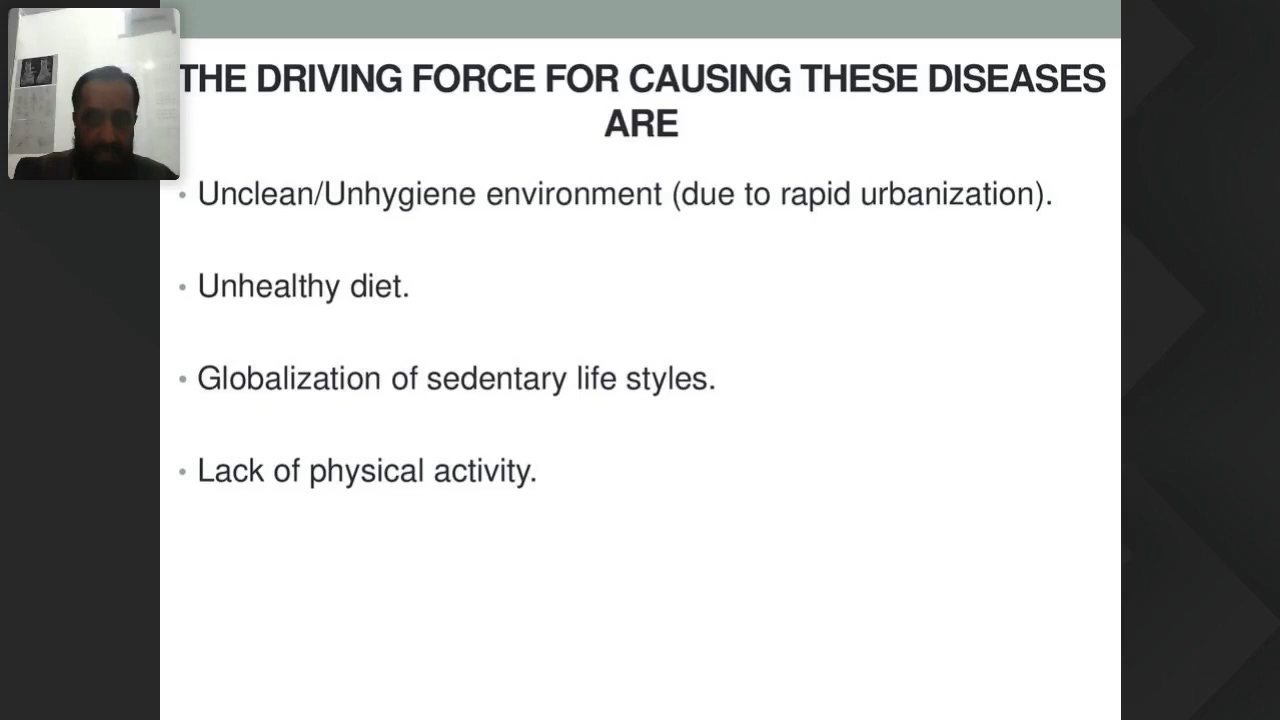 THE DRIVING FORCE FOR CAUSING THESE DISEASES
ARE
• Unclean/Unhygiene environment (due to rapid urbanization).
• Unhealthy diet.
• Globalization of sedentary life styles.
• Lack of physical activity.